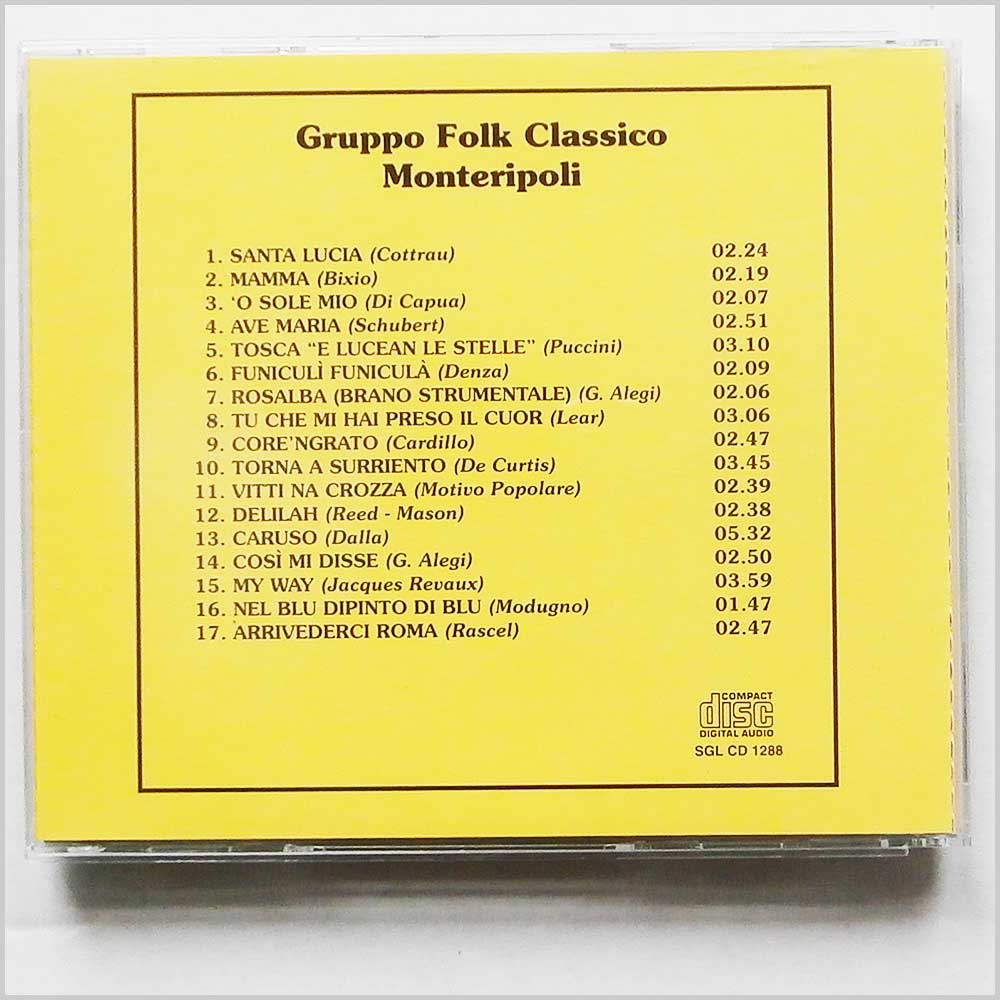 Gruppo Folk Classico
Monteripoli
1. SANTA LUCIA (Cottrau) 02.24
2. MAMMA (Bixio) 02.19
3. 'O SOLE MIO (Di Capua) 02.07
4. AVE MARIA (Schubert) 02.51
5. TOSCA “E LUCEAN LE STELLE” (Puccini) 03.10
6. FUNICULÌ FUNICULÀ (Denza) 02.09
7. ROSALBA (BRANO STRUMENTALE) (G. Alegi) 02.06
8. TU CHE MI HAI PRESO IL CUOR (Lear) 03.06
9. CORE'NGRATO (Cardillo) 02.47
10. TORNA A SURRIENTO (De Curtis) 03.45
11. VITTI NA CROZZA (Motivo Popolare) 02.39
12. DELILAH (Reed - Mason) 02.38
13. CARUSO (Dalla) 05.32
14. COSÌ MI DISSE (G. Alegi) 02.50
15. MY WAY (Jacques Revaux) 03.59
16. NEL BLU DIPINTO DI BLU (Modugno) 01.47
17. ARRIVEDERCI ROMA (Rascel) 02.47
COMPACT
disc
DIGITAL AUDIO
SGL CD 1288